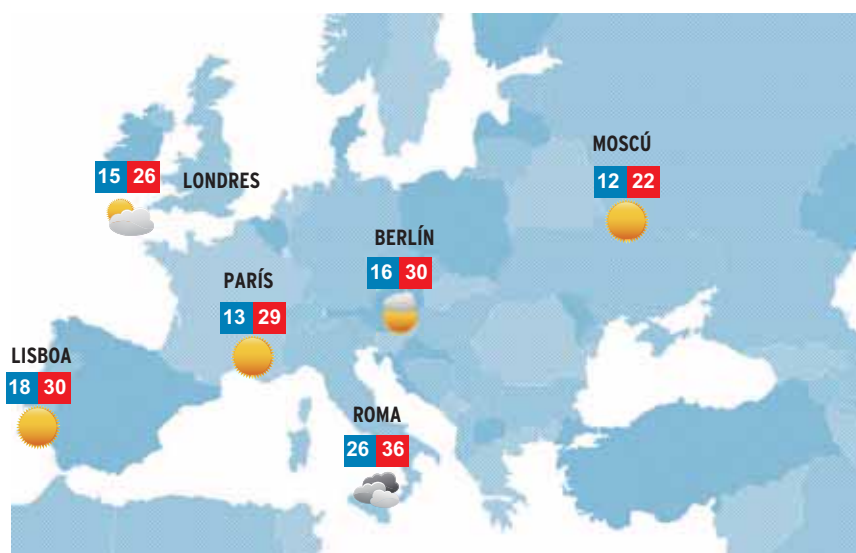 MOSCÚ
12 22
15 26 LONDRES
BERLÍN
16 30
PARÍS
13 29
LISBOA
18 30
ROMA
26 36